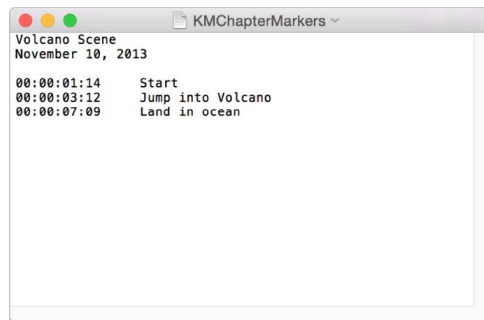 KMChapterMarkers
Volcano Scene
November 10, 2013
00:00:01:14 Start
00:00:03:12 Jump into Volcano
00:00:07:09 Land in ocean